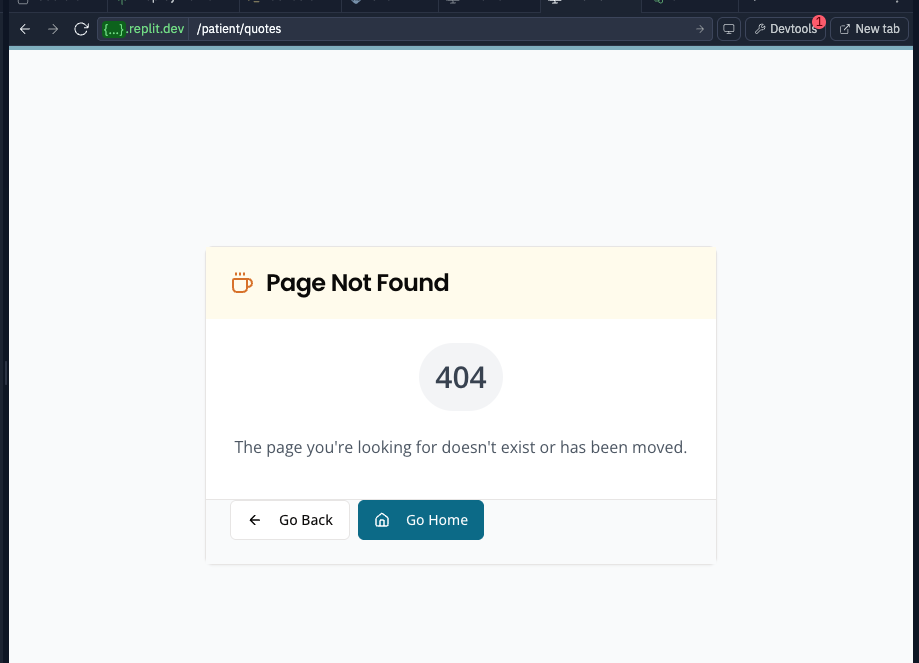 {...}.replit.dev /patient/quotes
Devtools
1
New tab
Page Not Found
404
The page you're looking for doesn't exist or has been moved.
Go Back
Go Home